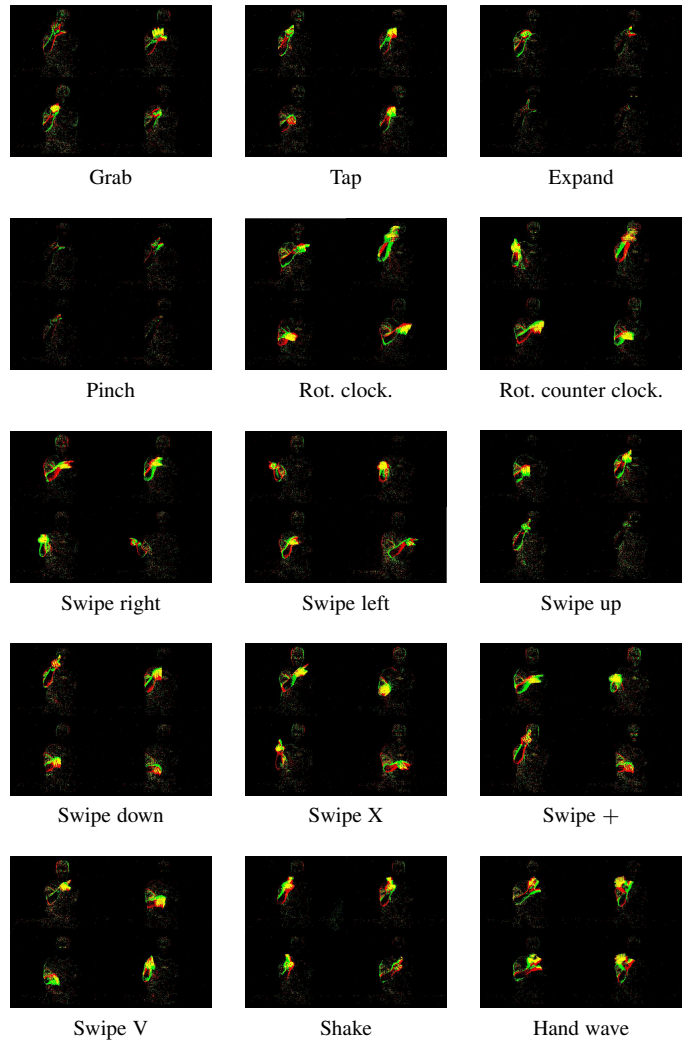 Grab
Tap
Expand
Pinch
Rot. clock.
Rot. counter clock.
Swipe right
Swipe left
Swipe up
Swipe down
Swipe X
Swipe +
Swipe V
Shake
Hand wave